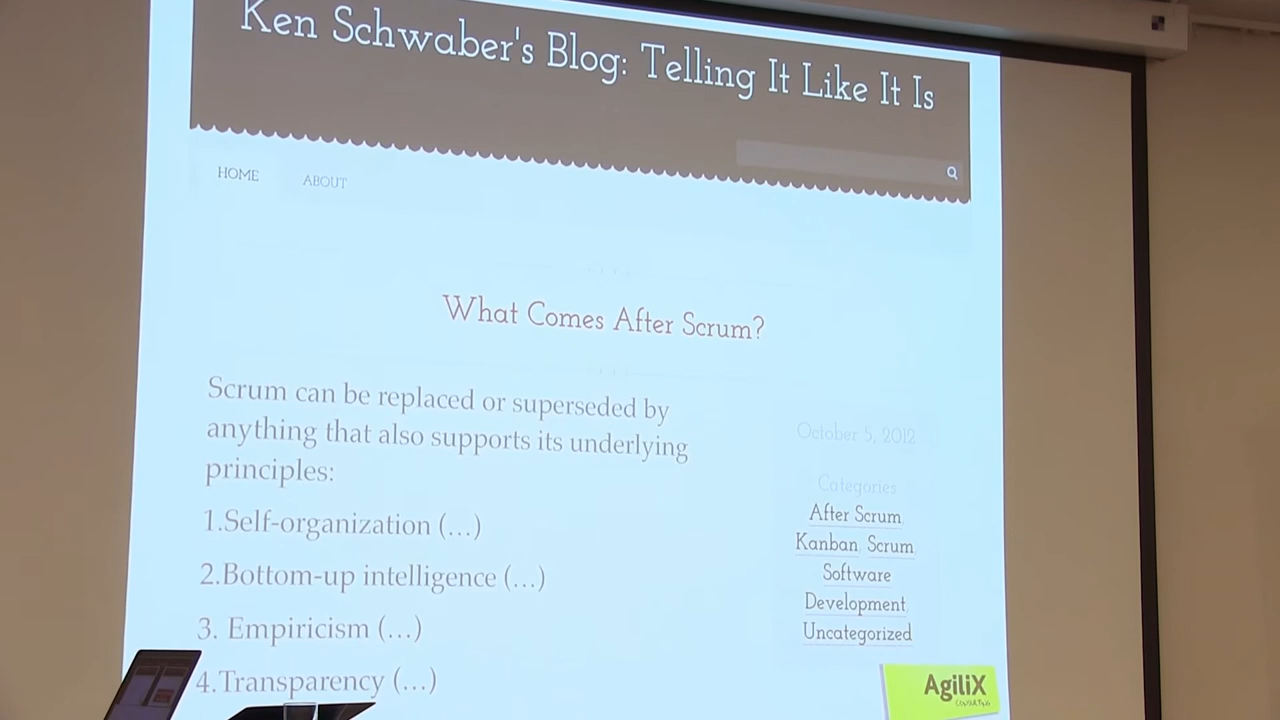 Ken Schwaber's Blog: Telling It Like It Is
HOME ABOUT
What Comes After Scrum?
Scrum can be replaced or superseded by
anything that also supports its underlying
principles:
1.Self-organization (...)
2.Bottom-up intelligence (...)
3. Empiricism (...)
4.Transparency (...)
October 5, 2012
Categories
After Scrum
Kanban Scrum
Software
Development
Uncategorized
AgiliX